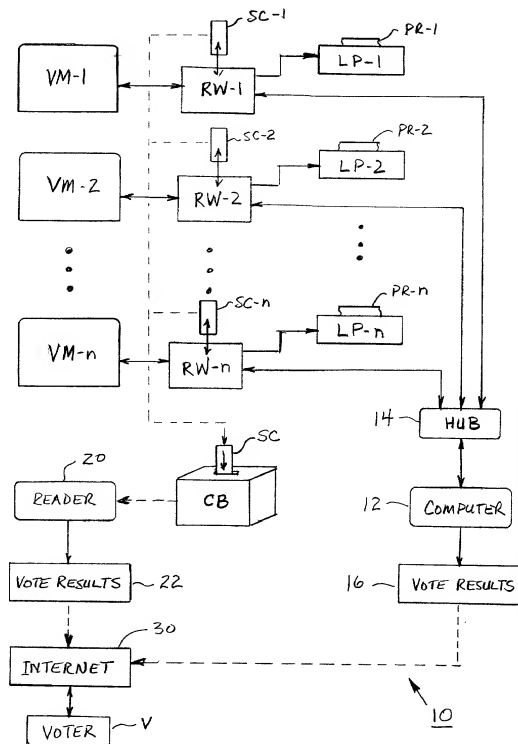 SC-1
PR-1
VM-1
RW-1
LP-1
SC-2
PR-2
VM-2
RW-2
LP-2
SC-n
PR-n
VM-n
RW-n
LP-n
14
HUB
SC
20
READER
CB
12
COMPUTER
VOTE RESULTS
22
16
VOTE RESULTS
30
INTERNET
10
VOTER
V